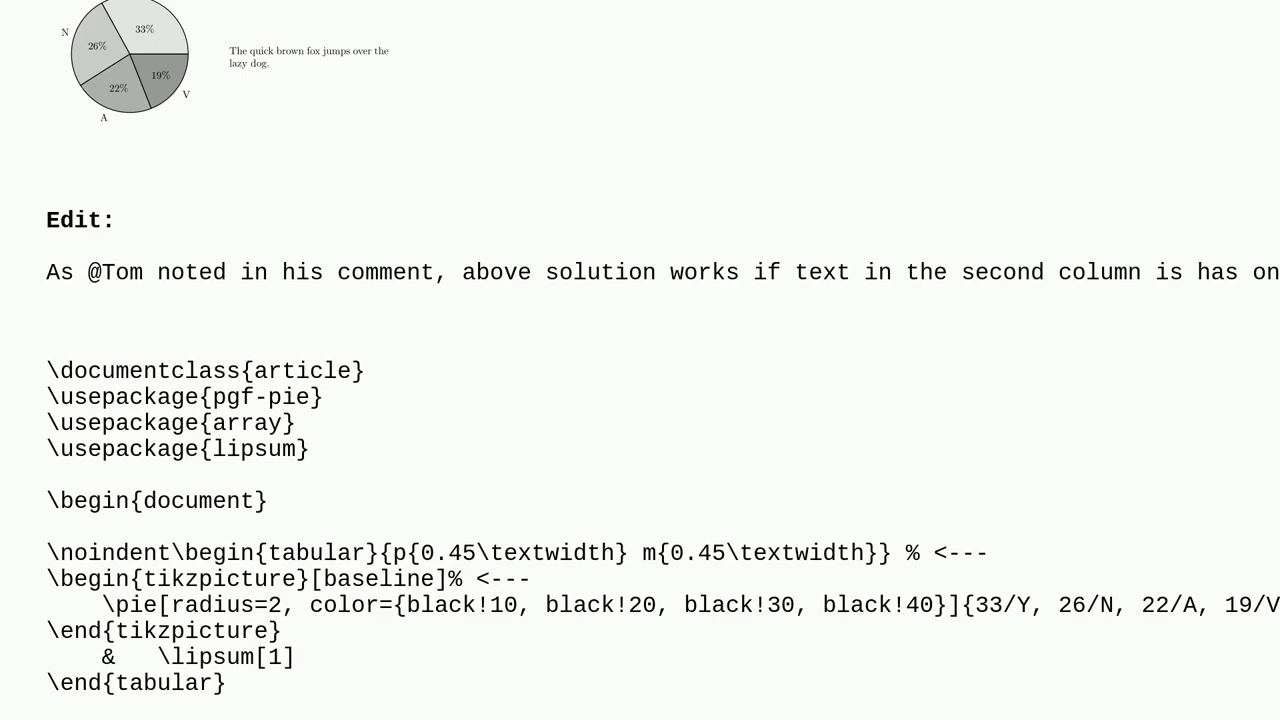 33%
N
26%
The quick brown fox jumps over the
lazy dog.
19%
22%
V
A
Edit:
As @Tom noted in his comment, above solution works if text in the second column is has on
\documentclass{article}
\usepackage{pgf-pie}
\usepackage{array}
\usepackage{lipsum}
\begin{document}
\noindent\begin{tabular}{p{0.45\textwidth} m{0.45\textwidth}} % <---
\begin{tikzpicture}[baseline]% <---
    \pie[radius=2, color={black!10, black!20, black!30, black!40}]{33/Y, 26/N, 22/A, 19/V
\end{tikzpicture}
    &   \lipsum[1]
\end{tabular}